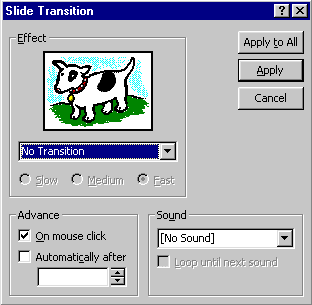 Slide Transition
Effect
No Transition
Slow Medium Fast
Apply to All
Apply
Cancel
Advance
On mouse click
Automatically after
Sound
[No Sound]
Loop until next sound